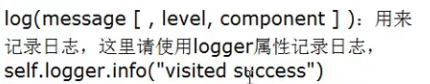 log(message [ , level, component ] )：用来
记录日志，这里请使用logger属性记录日志，
self.logger.info("visited success")